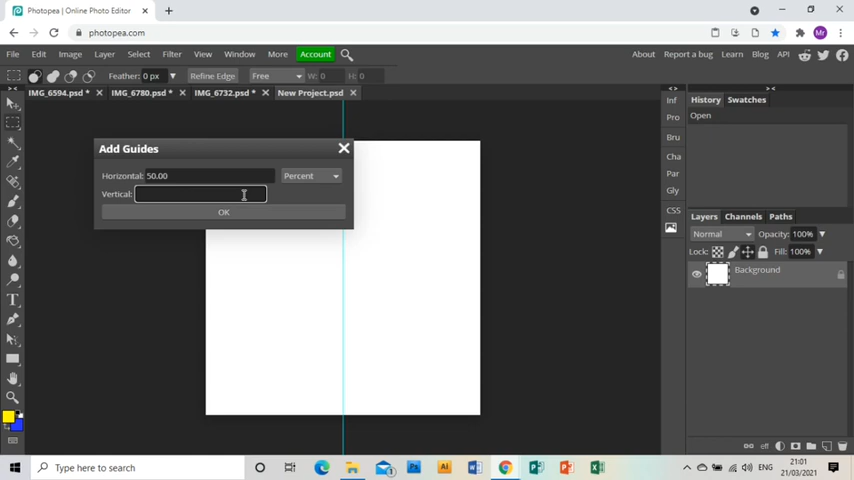 Photopea | Online Photo Editor
photopea.com
Mr
File Edit Image Layer Select Filter View Window More Account About Report a bug Learn Blog API
Feather: 0 px Refine Edge Free W: 0 H: 0
IMG_6594.psd * IMG_6780.psd * IMG_6732.psd * New Project.psd
Inf
Pro
Bru
Cha
Par
Gly
CSS
History Swatches
Open
Add Guides
Horizontal: 50.00 Percent
Vertical:
OK
Layers Channels Paths
Normal Opacity: 100%
Lock: Fill: 100%
Background
eff
Type here to search
ENG
21:01
21/03/2021